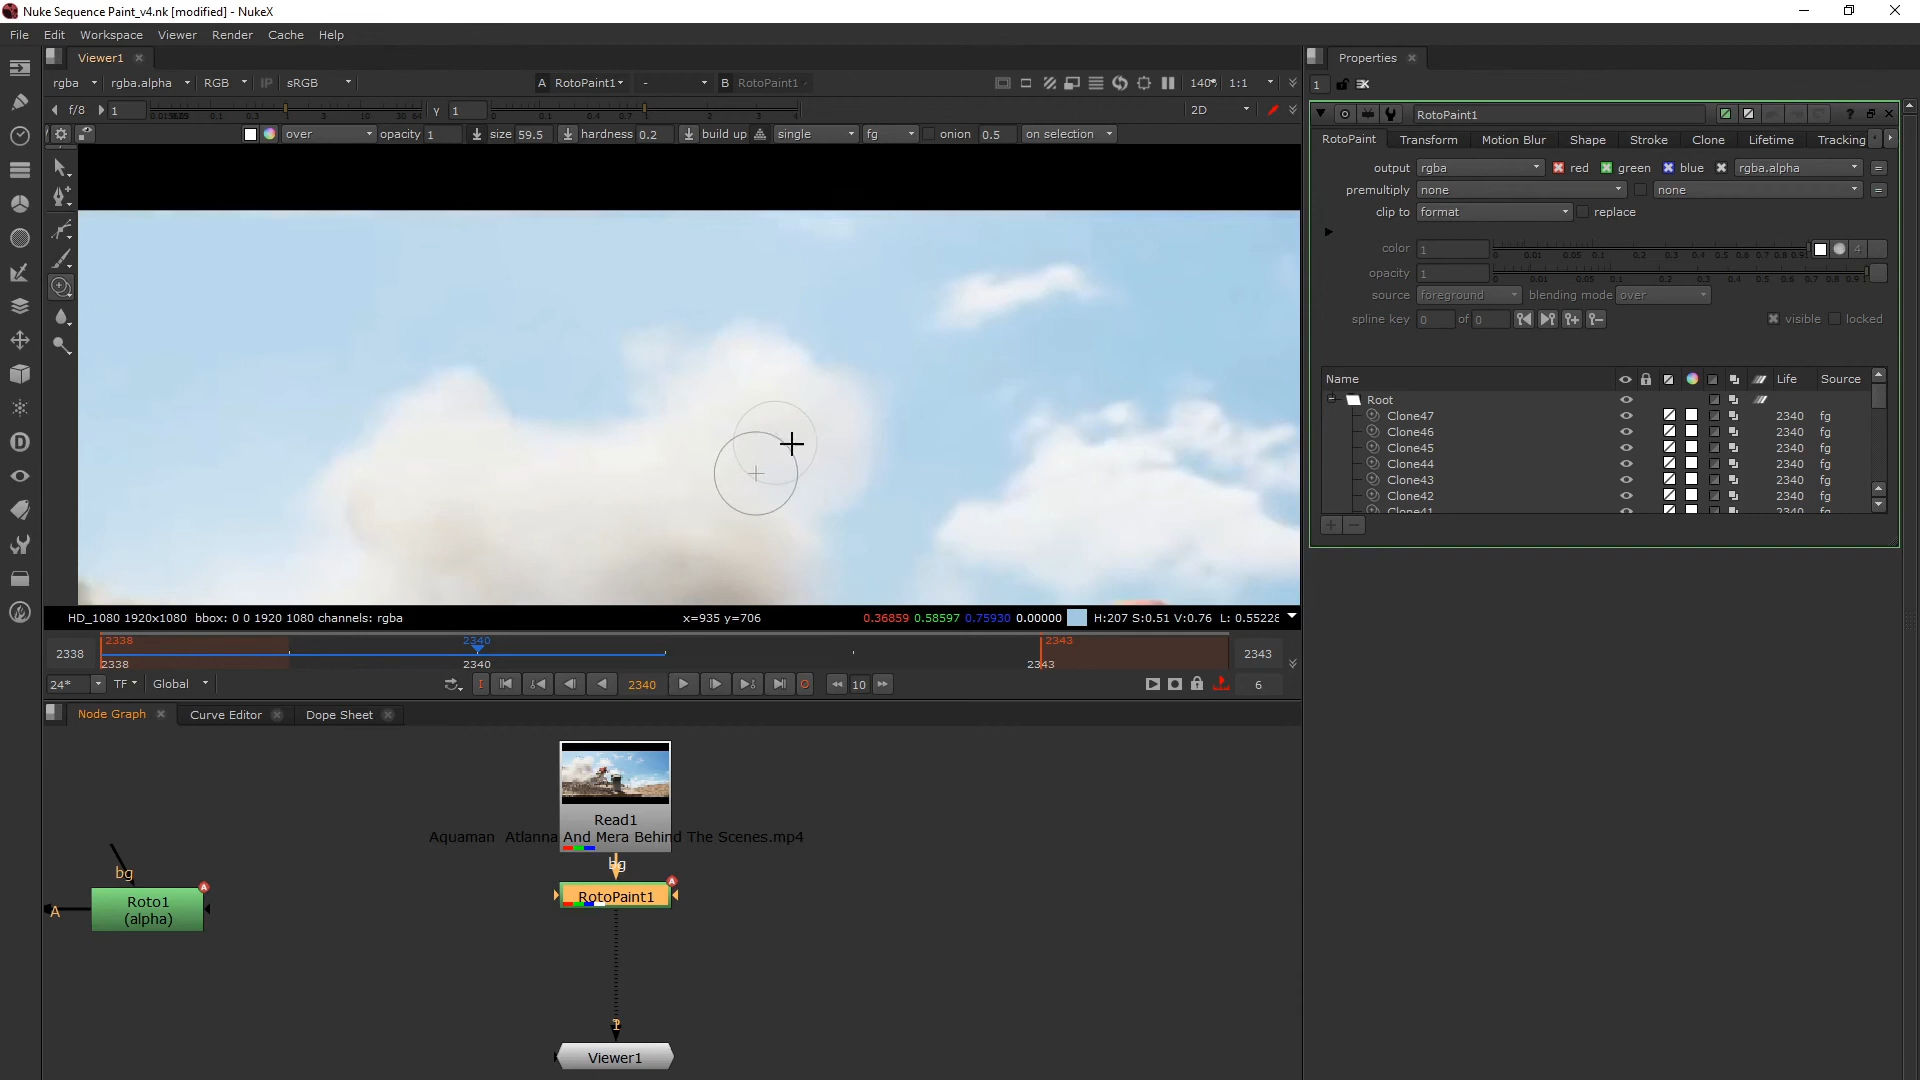 Nuke Sequence Paint_v4.nk [modified] - NukeX
File Edit Workspace Viewer Render Cache Help
Viewer1
rgba rgba.alpha RGB IP sRGB A RotoPaint1 - B RotoPaint1 1:1
f/8 1 Y 1 2D
over opacity 1 size 59.5 hardness 0.2 build up single fg onion 0.5 on selection
HD_1080 1920x1080 bbox: 0 0 1920 1080 channels: rgba x=935 y=706 0.36859 0.58597 0.75930 0.00000 H:207 S:0.51 V:0.76 L: 0.55228
2338 2340 2343
2338 2338 2340 2343 2343
24* TF Global 2340 10 6
Node Graph Curve Editor Dope Sheet
Read1
Aquaman Atlanna And Mera Behind The Scenes.mp4
bg
RotoPaint1
bg
Roto1
(alpha)
A
1
Viewer1
Properties
1
RotoPaint1
RotoPaint Transform Motion Blur Shape Stroke Clone Lifetime Tracking
output rgba red green blue rgba.alpha =
premultiply none none =
clip to format replace
color 1 4
opacity 1
source foreground blending mode over
spline key 0 of 0 visible locked
Name Life Source
Root
Clone47 2340 fg
Clone46 2340 fg
Clone45 2340 fg
Clone44 2340 fg
Clone43 2340 fg
Clone42 2340 fg
Clone41 2340 fg